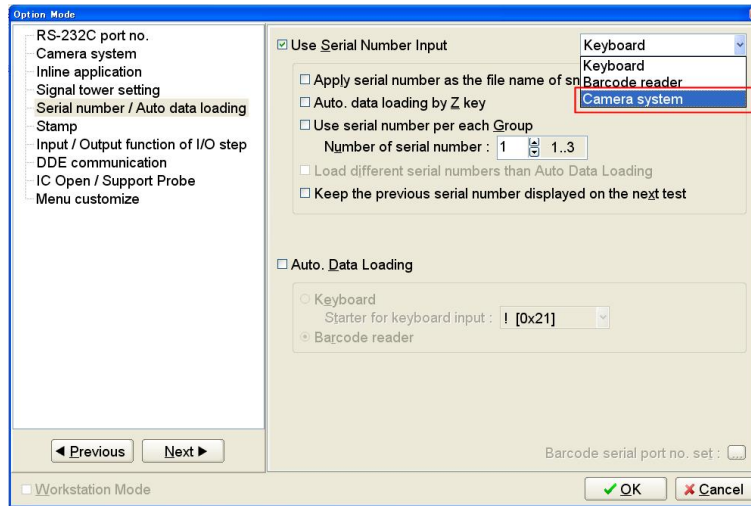 Option Mode
RS-232C port no.
Camera system
Inline application
Signal tower setting
Serial number / Auto data loading
Stamp
Input / Output function of I/O step
DDE communication
IC Open / Support Probe
Menu customize
◄ Previous
Next ►
Use Serial Number Input
Keyboard
Keyboard
Barcode reader
Camera system
Apply serial number as the file name of
Auto. data loading by Z key
Use serial number per each Group
Number of serial number : 1 1..3
Load different serial numbers than Auto Data Loading
Keep the previous serial number displayed on the next test
Auto. Data Loading
Keyboard
Starter for keyboard input : ! [0x21]
Barcode reader
Barcode serial port no. set : ...
Workstation Mode
OK
Cancel